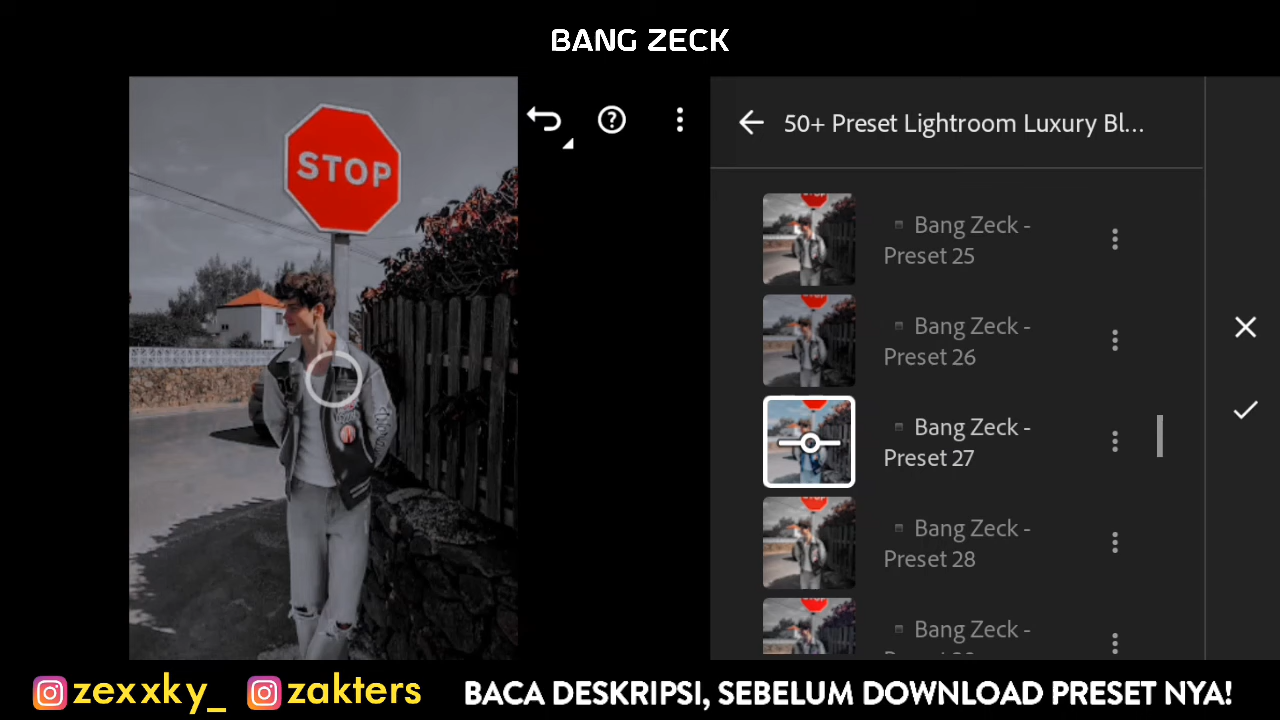 BANG ZECK
STOP
50+ Preset Lightroom Luxury Bl...
Bang Zeck -
Preset 25
Bang Zeck -
Preset 26
Bang Zeck -
Preset 27
Bang Zeck -
Preset 28
Bang Zeck -
zexxky_ zakters BACA DESKRIPSI, SEBELUM DOWNLOAD PRESET NYA!